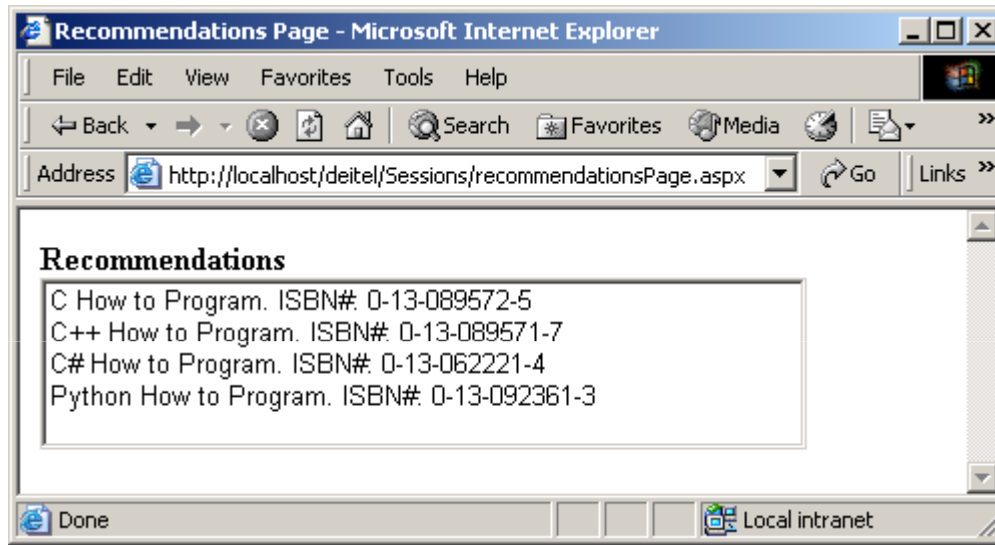 Recommendations Page - Microsoft Internet Explorer
File Edit View Favorites Tools Help
Back Search Favorites Media »
Address http://localhost/deitel/Sessions/recommendationsPage.aspx Go Links »
Recommendations
C How to Program. ISBN#: 0-13-089572-5
C++ How to Program. ISBN#: 0-13-089571-7
C# How to Program. ISBN#: 0-13-062221-4
Python How to Program. ISBN#: 0-13-092361-3
Done Local intranet